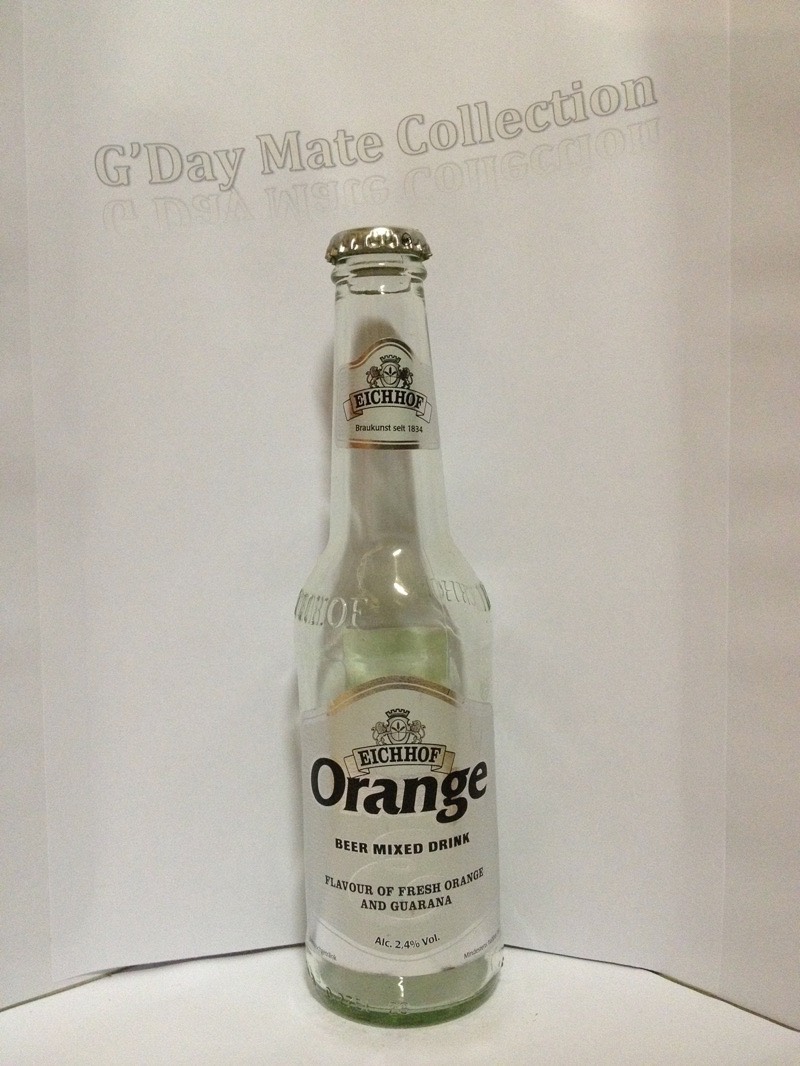 G'Day Mate Collection
EICHHOF
Braukunst seit 1834
EICHHOF
Orange
BEER MIXED DRINK
FLAVOUR OF FRESH ORANGE
AND GUARANA
Alc. 2,4% Vol.